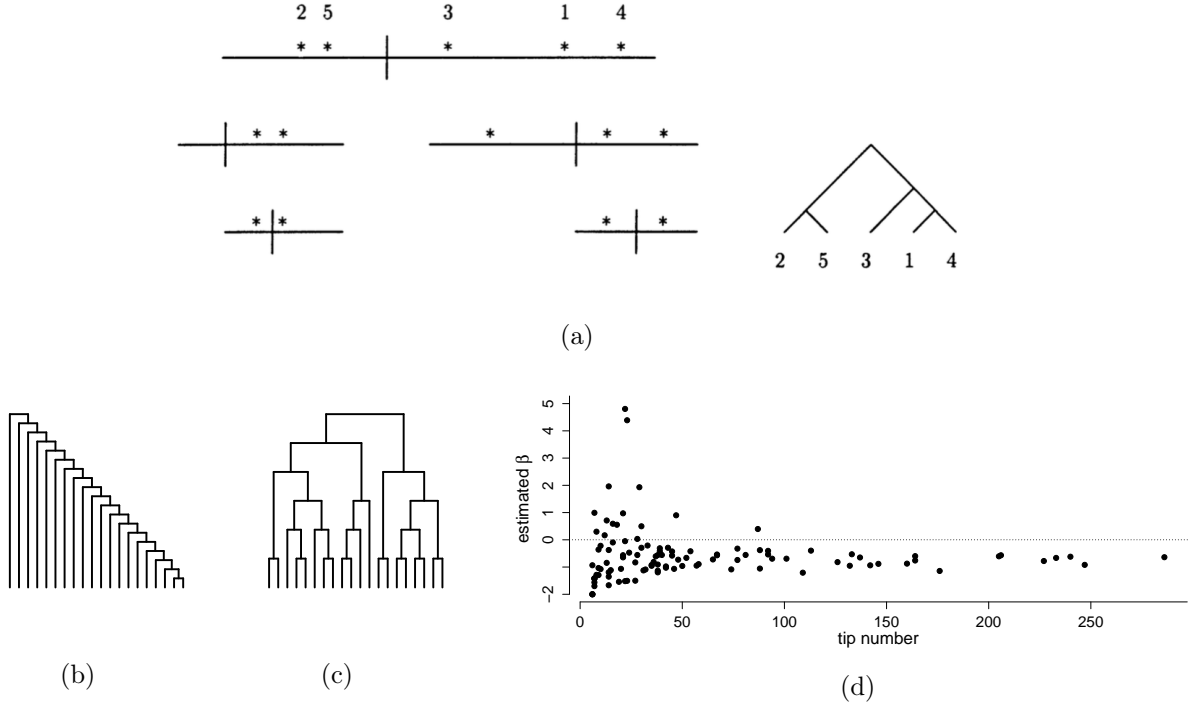 2 5 3 1 4
* * * * *
* * * * *
* * * *
2 5 3 1 4
(a)
5
4
3
2
1
0
−2
estimated β
0 50 100 150 200 250
tip number
(b)
(c)
(d)